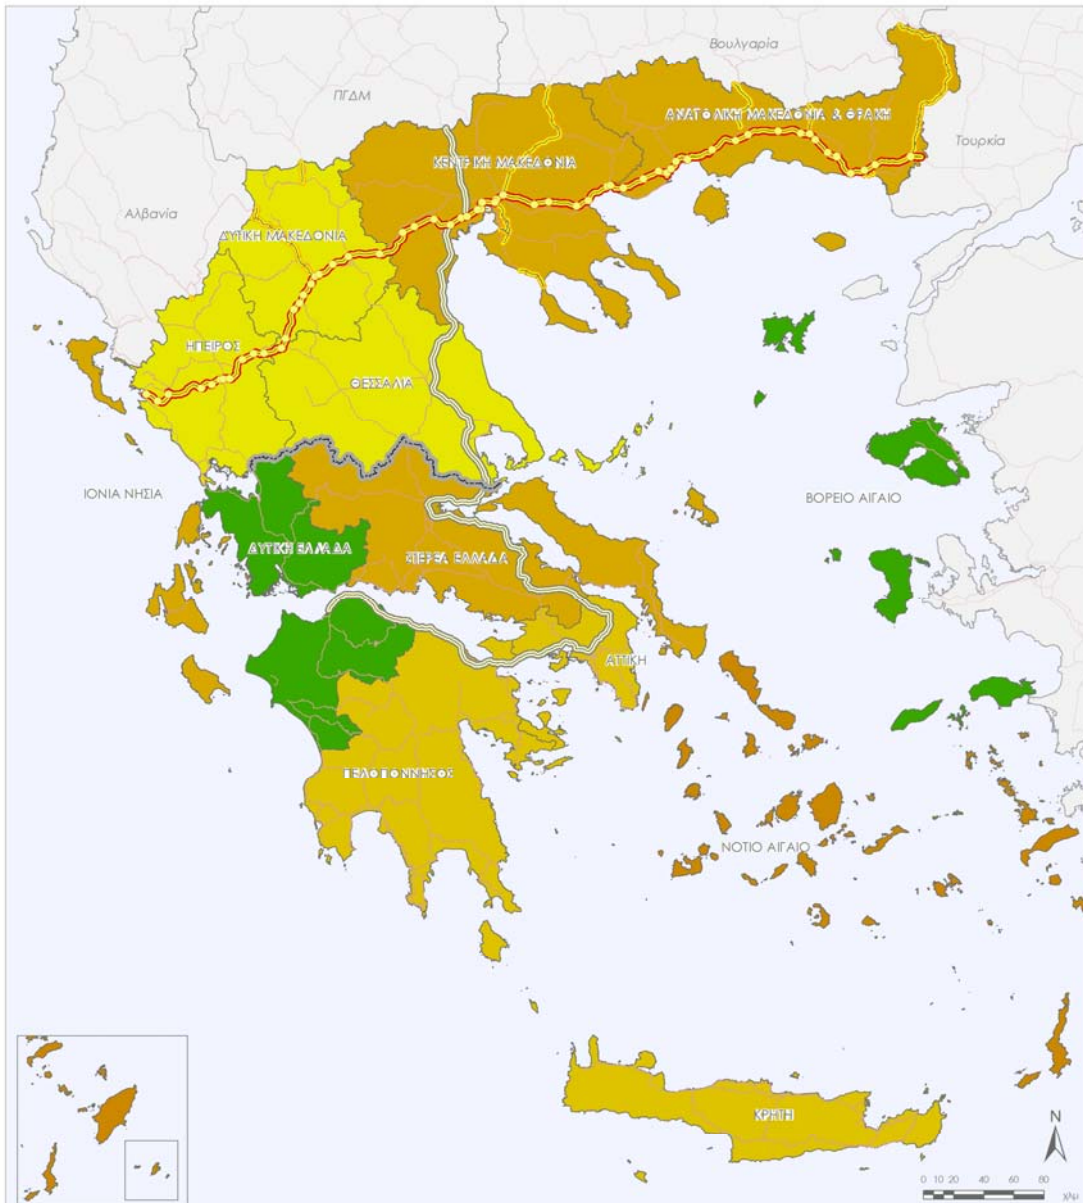 Βουλγαρία
ΠΓΔΜ
ΑΝΑΤΟΛΙΚΗ ΜΑΚΕΔΟΝΙΑ & ΘΡΑΚΗ
Τουρκία
ΚΕΝΤΡΙΚΗ ΜΑΚΕΔΟΝΙΑ
Αλβανία
ΔΥΤΙΚΗ ΜΑΚΕΔΟΝΙΑ
ΗΠΕΙΡΟΣ
ΘΕΣΣΑΛΙΑ
ΙΟΝΙΑ ΝΗΣΙΑ
ΒΟΡΕΙΟ ΑΙΓΑΙΟ
ΔΥΤΙΚΗ ΕΛΛΑΔΑ
ΣΤΕΡΕΑ ΕΛΛΑΔΑ
ΑΤΤΙΚΗ
ΠΕΛΟΠΟΝΝΗΣΟΣ
ΝΟΤΙΟ ΑΙΓΑΙΟ
ΚΡΗΤΗ
N
0 10 20 40 60 80
Χλμ